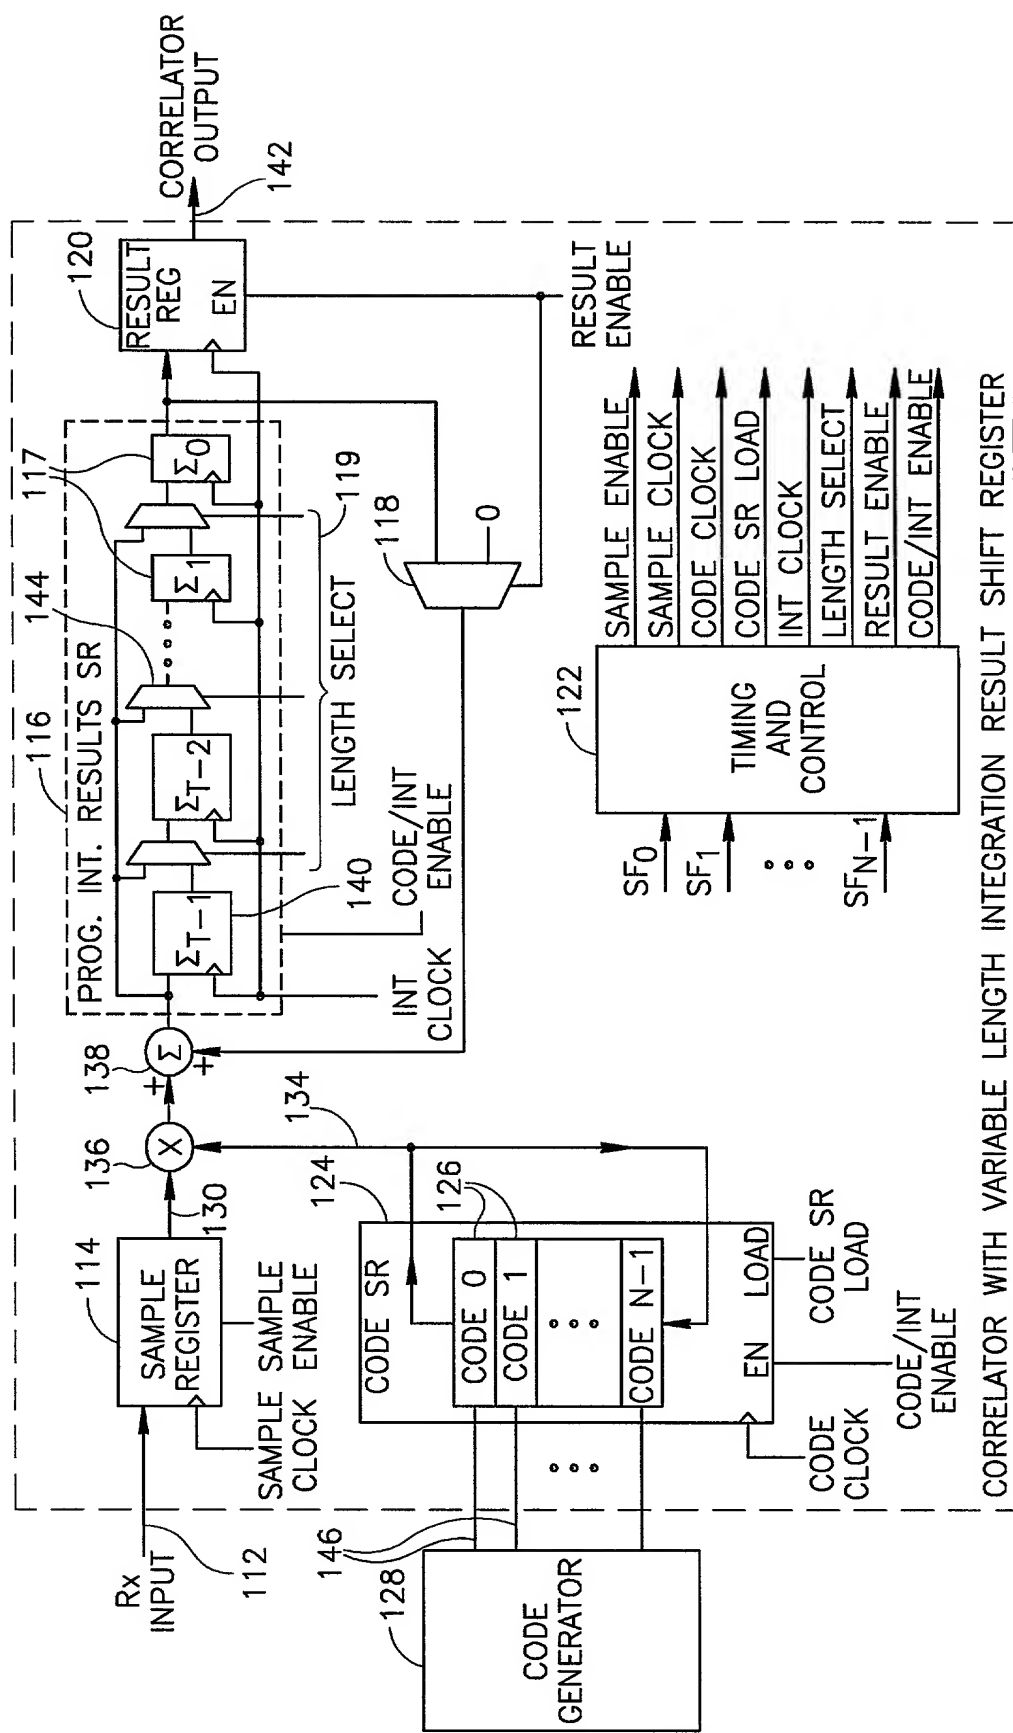 Rx
INPUT
112
114
SAMPLE
REGISTER
SAMPLE
CLOCK
SAMPLE
ENABLE
130
136
X
138
+
+
Σ
116
PROG. INT. RESULTS SR
ΣT-1
140
ΣT-2
144
Σ1
Σ0
117
119
LENGTH SELECT
CODE/INT
ENABLE
INT
CLOCK
118
0
120
RESULT
REG
EN
RESULT
ENABLE
CORRELATOR
OUTPUT
142
134
124
CODE SR
126
CODE 0
CODE 1
CODE N-1
EN
LOAD
CODE
CLOCK
CODE/INT
ENABLE
CODE SR
LOAD
146
128
CODE
GENERATOR
122
TIMING
AND
CONTROL
SF0
SF1
SFN-1
SAMPLE ENABLE
SAMPLE CLOCK
CODE CLOCK
CODE SR LOAD
INT CLOCK
LENGTH SELECT
RESULT ENABLE
CODE/INT ENABLE
CORRELATOR WITH VARIABLE LENGTH INTEGRATION RESULT SHIFT REGISTER